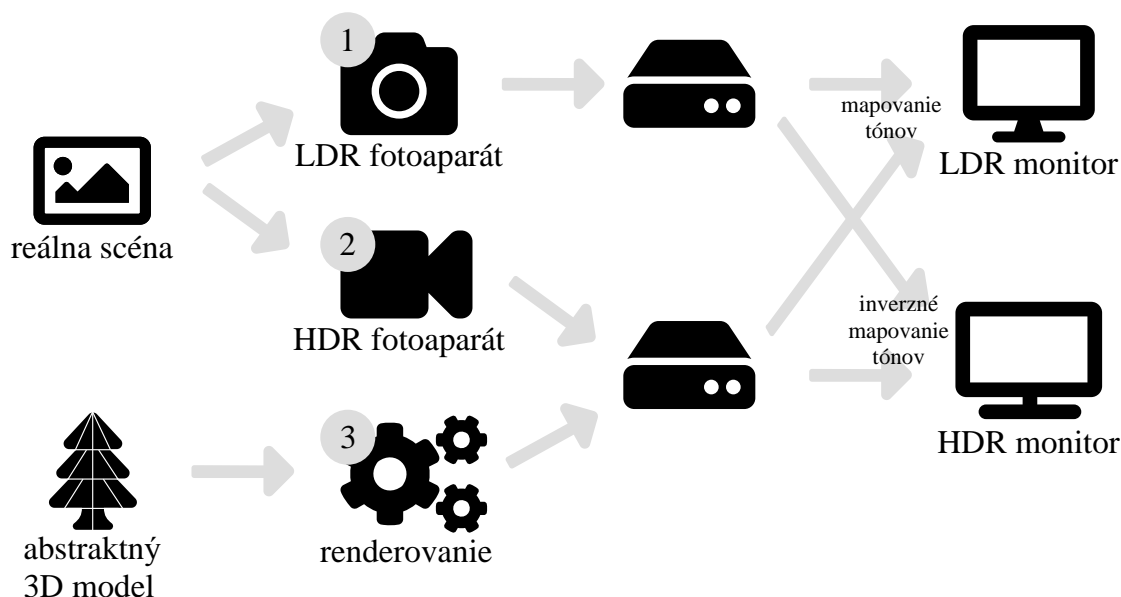 1
LDR fotoaparát
mapovanie
tónov
LDR monitor
reálna scéna
2
HDR fotoaparát
inverzné
mapovanie
tónov
HDR monitor
3
abstraktný
3D model
renderovanie